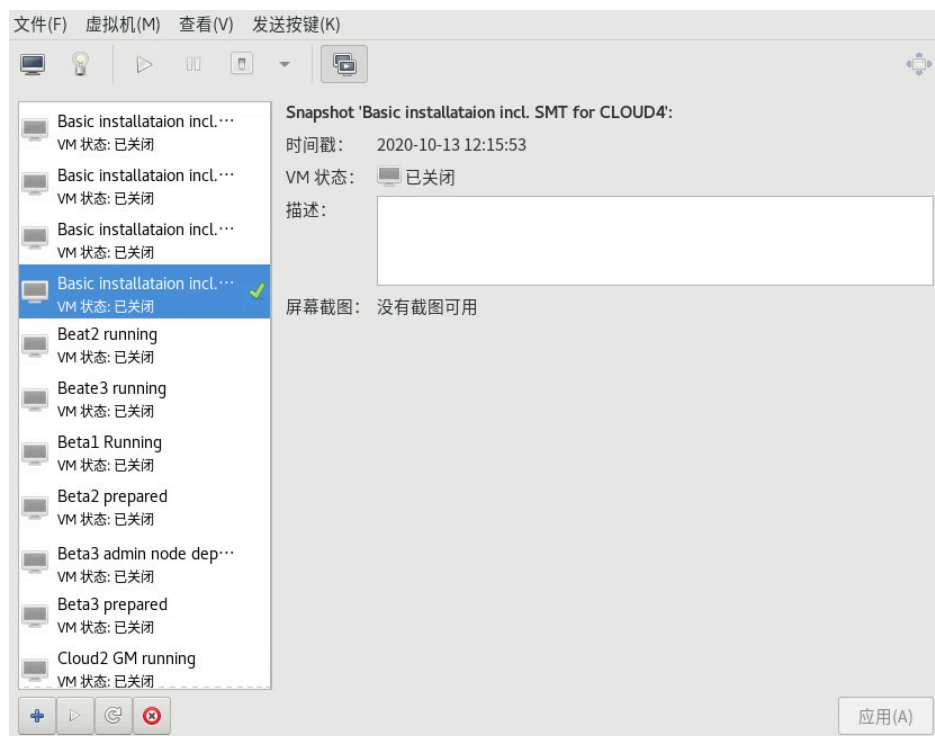 文件(F) 虚拟机(M) 查看(V) 发送按键(K)
Basic installataion incl.⋯
VM 状态: 已关闭
Basic installataion incl.⋯
VM 状态: 已关闭
Basic installataion incl.⋯
VM 状态: 已关闭
Basic installataion incl.⋯
VM 状态: 已关闭
Beat2 running
VM 状态: 已关闭
Beate3 running
VM 状态: 已关闭
Beta1 Running
VM 状态: 已关闭
Beta2 prepared
VM 状态: 已关闭
Beta3 admin node dep⋯
VM 状态: 已关闭
Beta3 prepared
VM 状态: 已关闭
Cloud2 GM running
VM 状态: 已关闭
Snapshot 'Basic installataion incl. SMT for CLOUD4':
时间戳： 2020-10-13 12:15:53
VM 状态： 已关闭
描述：
屏幕截图： 没有截图可用
应用(A)